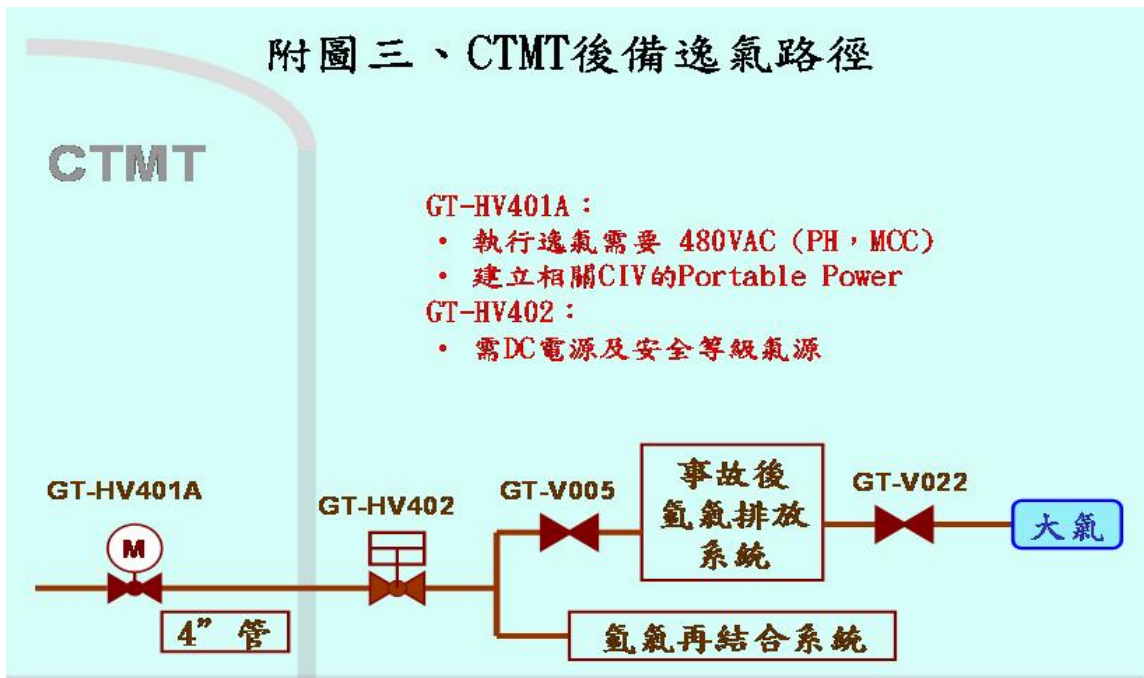 附圖三、CTMT後備逸氣路徑
CTMT
GT-HV401A：
• 執行逸氣需要 480VAC（PH，MCC）
• 建立相關CIV的Portable Power
GT-HV402：
• 需DC電源及安全等級氣源
GT-HV401A
M
4”管
GT-HV402
GT-V005
事故後
氫氣排放
系統
GT-V022
大氣
氫氣再結合系統